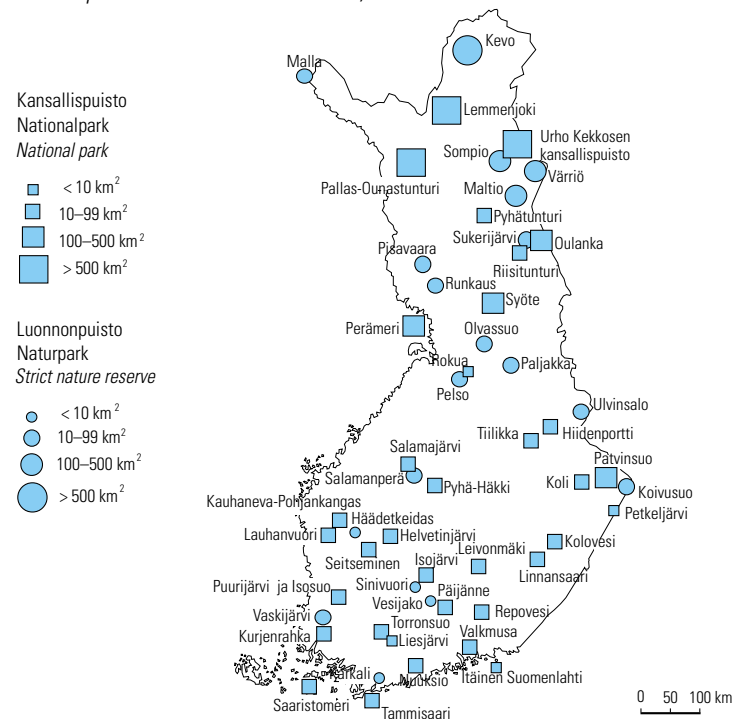 Kansallispuisto
Nationalpark
National park
< 10 km²
10–99 km²
100–500 km²
> 500 km²
Luonnonpuisto
Naturpark
Strict nature reserve
< 10 km²
10–99 km²
100–500 km²
> 500 km²
Kevo
Malla
Lemmenjoki
Urho Kekkosen
kansallispuisto
Sompio
Värriö
Pallas-Ounastunturi
Maltio
Pyhätunturi
Sukerijärvi
Oulanka
Pisavaara
Riisitunturi
Runkaus
Syöte
Perämeri
Olvassuo
Rokua
Paljakka
Pelso
Ulvinsalo
Tiilikka
Hiidenportti
Salamajärvi
Patvinsuo
Salamanperä
Pyhä-Häkki
Koli
Koivusuo
Kauhaneva-Pohjankangas
Petkeljärvi
Häädetkeidas
Lauhanvuori
Helvetinjärvi
Leivonmäki
Kolovesi
Seitseminen
Isojärvi
Linnansaari
Puurijärvi ja Isosuo
Sinivuori
Vesijako
Päijänne
Repovesi
Vaskijärvi
Torronsuo
Kurjenrahka
Liesjärvi
Valkmusa
Karkali
Nuuksio
Itäinen Suomenlahti
Saaristomeri
Tammisaari
0 50 100 km